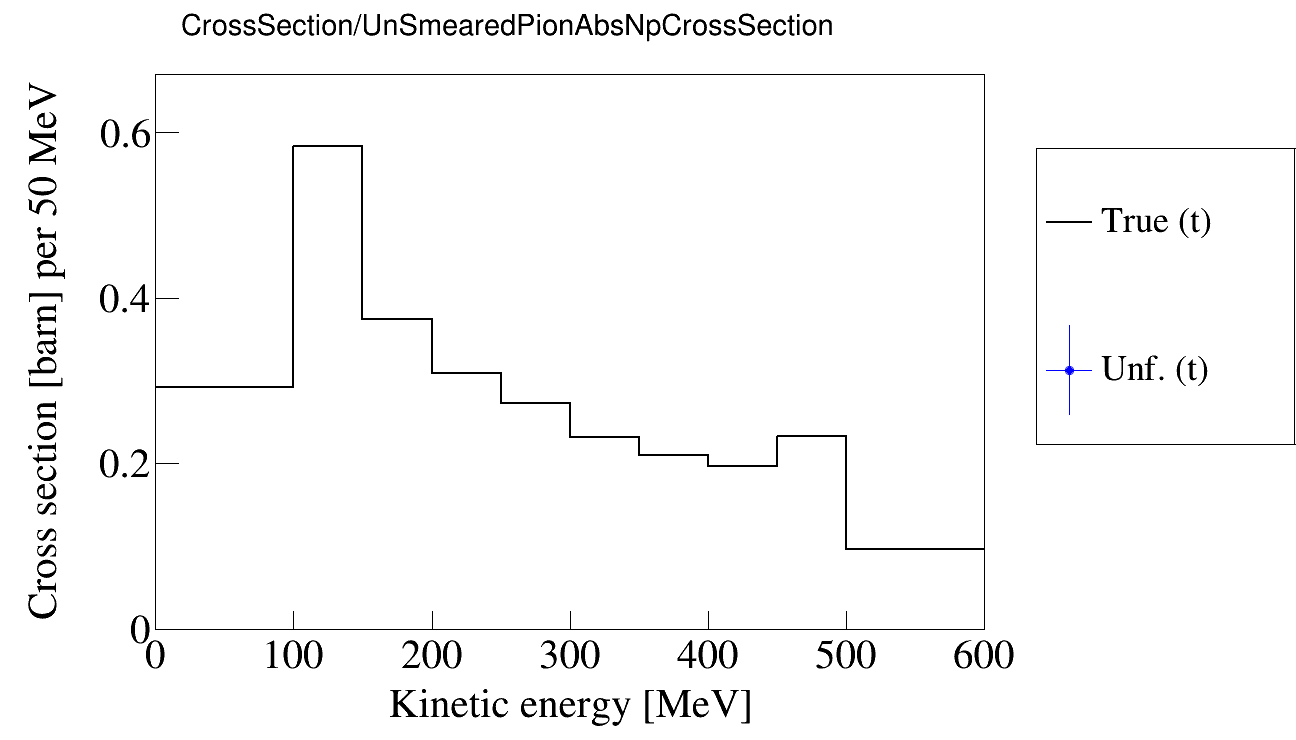 CrossSection/UnSmearedPionAbsNpCrossSection
Cross section [barn] per 50 MeV
0.6
0.4
0.2
0
0 100 200 300 400 500 600
Kinetic energy [MeV]
True (t)
Unf. (t)